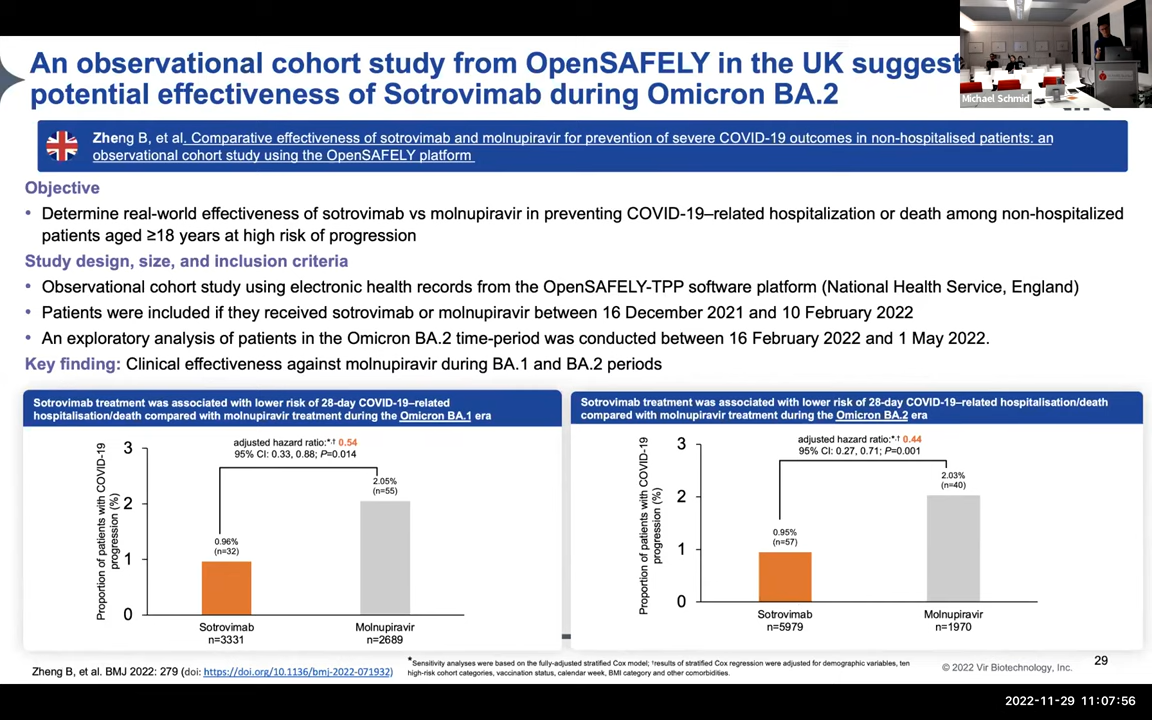 An observational cohort study from OpenSAFELY in the UK suggest
potential effectiveness of Sotrovimab during Omicron BA.2
Michael Schmid
Zheng B, et al. Comparative effectiveness of sotrovimab and molnupiravir for prevention of severe COVID-19 outcomes in non-hospitalised patients: an
observational cohort study using the OpenSAFELY platform
Objective
• Determine real-world effectiveness of sotrovimab vs molnupiravir in preventing COVID-19–related hospitalization or death among non-hospitalized
patients aged ≥18 years at high risk of progression
Study design, size, and inclusion criteria
• Observational cohort study using electronic health records from the OpenSAFELY-TPP software platform (National Health Service, England)
• Patients were included if they received sotrovimab or molnupiravir between 16 December 2021 and 10 February 2022
• An exploratory analysis of patients in the Omicron BA.2 time-period was conducted between 16 February 2022 and 1 May 2022.
Key finding: Clinical effectiveness against molnupiravir during BA.1 and BA.2 periods
Sotrovimab treatment was associated with lower risk of 28-day COVID-19–related
hospitalisation/death compared with molnupiravir treatment during the Omicron BA.1 era
Proportion of patients with COVID-19
progression (%)
3
2
1
0
adjusted hazard ratio:*,† 0.54
95% CI: 0.33, 0.88; P=0.014
0.96%
(n=32)
2.05%
(n=55)
Sotrovimab
n=3331
Molnupiravir
n=2689
Sotrovimab treatment was associated with lower risk of 28-day COVID-19–related hospitalisation/death
compared with molnupiravir treatment during the Omicron BA.2 era
Proportion of patients with COVID-19
progression (%)
3
2
1
0
adjusted hazard ratio:*,† 0.44
95% CI: 0.27, 0.71; P=0.001
0.95%
(n=57)
2.03%
(n=40)
Sotrovimab
n=5979
Molnupiravir
n=1970
Zheng B, et al. BMJ 2022: 279 (doi: https://doi.org/10.1136/bmj-2022-071932)
*Sensitivity analyses were based on the fully-adjusted stratified Cox model; †results of stratified Cox regression were adjusted for demographic variables, ten
high-risk cohort categories, vaccination status, calendar week, BMI category and other comorbidities.
© 2022 Vir Biotechnology, Inc.
29
2022-11-29 11:07:56